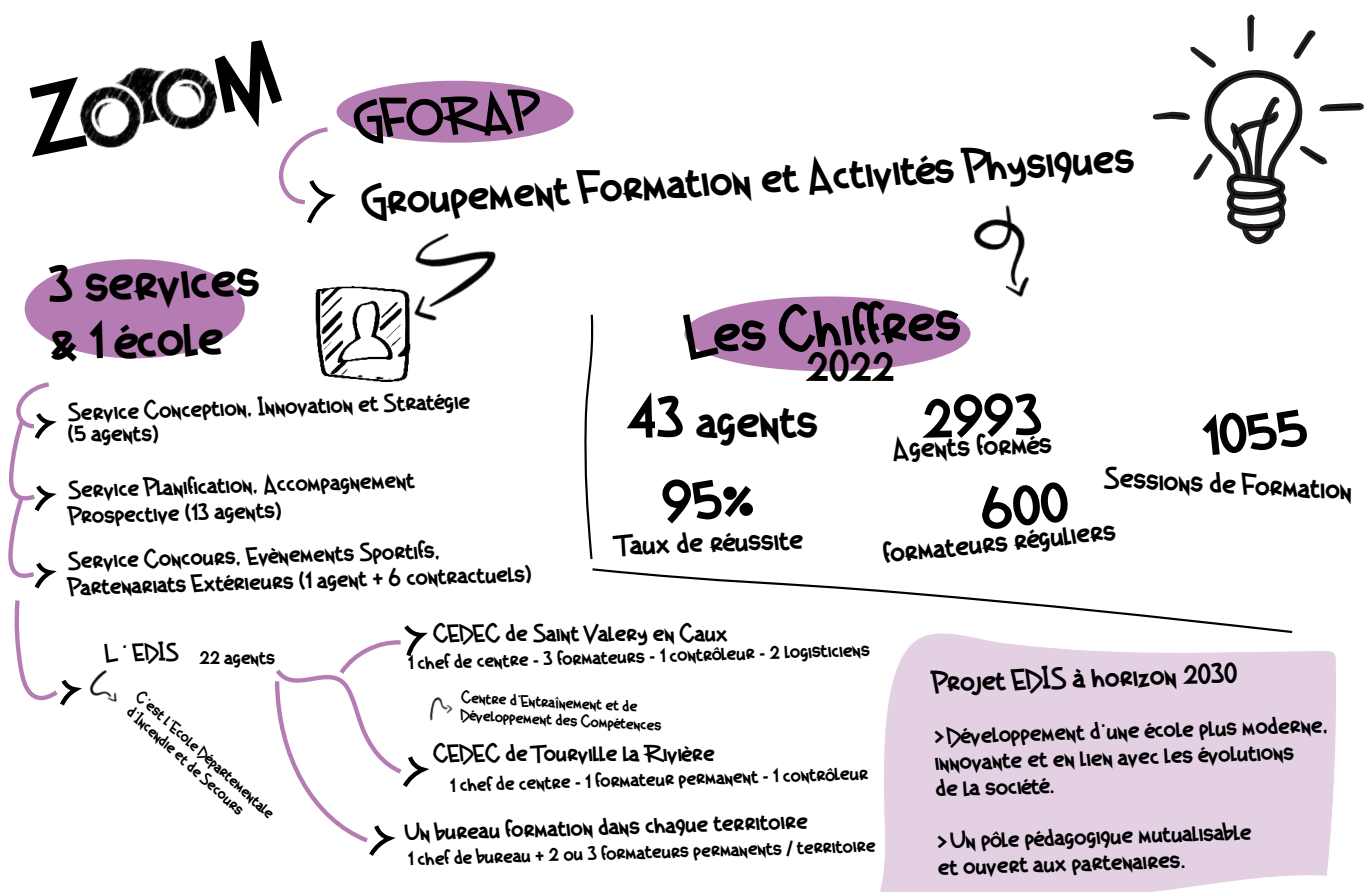 ZOOM
GFORAP
Groupement Formation et Activités Physiques
3 services
& 1 école
Service Conception, Innovation et Stratégie
(5 agents)
Service Planification, Accompagnement
Prospective (13 agents)
Service Concours, Evènements Sportifs,
Partenariats Extérieurs (1 agent + 6 contractuels)
L'EDIS 22 agents
C'est l'Ecole Départementale
d'Incendie et de Secours
CEDEC de Saint Valery en Caux
1 chef de centre - 3 formateurs - 1 contrôleur - 2 logisticiens
Centre d'Entraînement et de
Développement des Compétences
CEDEC de Tourville la Rivière
1 chef de centre - 1 formateur permanent - 1 contrôleur
Un bureau formation dans chaque territoire
1 chef de bureau + 2 ou 3 formateurs permanents / territoire
Les Chiffres
2022
43 agents
2993
Agents formés
1055
Sessions de Formation
95%
Taux de réussite
600
formateurs réguliers
Projet EDIS à horizon 2030
>Développement d'une école plus moderne,
innovante et en lien avec les évolutions
de la société.
>Un pôle pédagogique mutualisable
et ouvert aux partenaires.